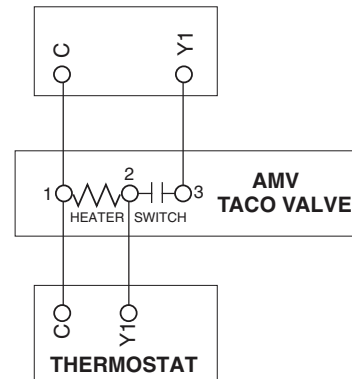 C Y1
1 2 3
HEATER SWITCH
AMV
TACO VALVE
C Y1
THERMOSTAT